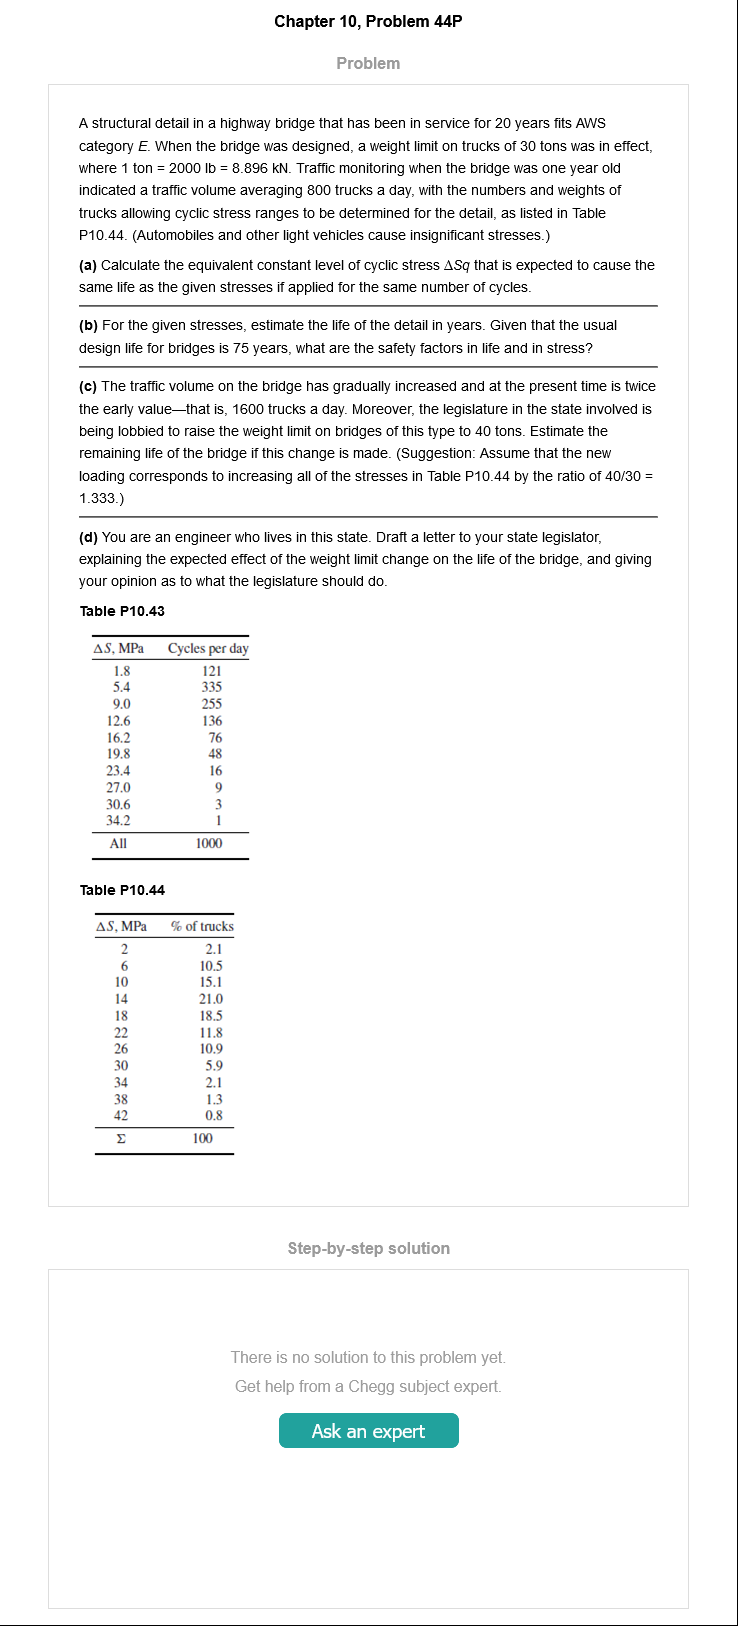 Chapter 10, Problem 44P
Problem
A structural detail in a highway bridge that has been in service for 20 years fits AWS
category E. When the bridge was designed, a weight limit on trucks of 30 tons was in effect,
where 1 ton = 2000 lb = 8.896 kN. Traffic monitoring when the bridge was one year old
indicated a traffic volume averaging 800 trucks a day, with the numbers and weights of
trucks allowing cyclic stress ranges to be determined for the detail, as listed in Table
P10.44. (Automobiles and other light vehicles cause insignificant stresses.)
(a) Calculate the equivalent constant level of cyclic stress ΔSq that is expected to cause the
same life as the given stresses if applied for the same number of cycles.
(b) For the given stresses, estimate the life of the detail in years. Given that the usual
design life for bridges is 75 years, what are the safety factors in life and in stress?
(c) The traffic volume on the bridge has gradually increased and at the present time is twice
the early value—that is, 1600 trucks a day. Moreover, the legislature in the state involved is
being lobbied to raise the weight limit on bridges of this type to 40 tons. Estimate the
remaining life of the bridge if this change is made. (Suggestion: Assume that the new
loading corresponds to increasing all of the stresses in Table P10.44 by the ratio of 40/30 =
1.333.)
(d) You are an engineer who lives in this state. Draft a letter to your state legislator,
explaining the expected effect of the weight limit change on the life of the bridge, and giving
your opinion as to what the legislature should do.
Table P10.43
ΔS, MPa Cycles per day
1.8 121
5.4 335
9.0 255
12.6 136
16.2 76
19.8 48
23.4 16
27.0 9
30.6 3
34.2 1
All 1000
Table P10.44
ΔS, MPa % of trucks
2 2.1
6 10.5
10 15.1
14 21.0
18 18.5
22 11.8
26 10.9
30 5.9
34 2.1
38 1.3
42 0.8
Σ 100
Step-by-step solution
There is no solution to this problem yet.
Get help from a Chegg subject expert.
Ask an expert